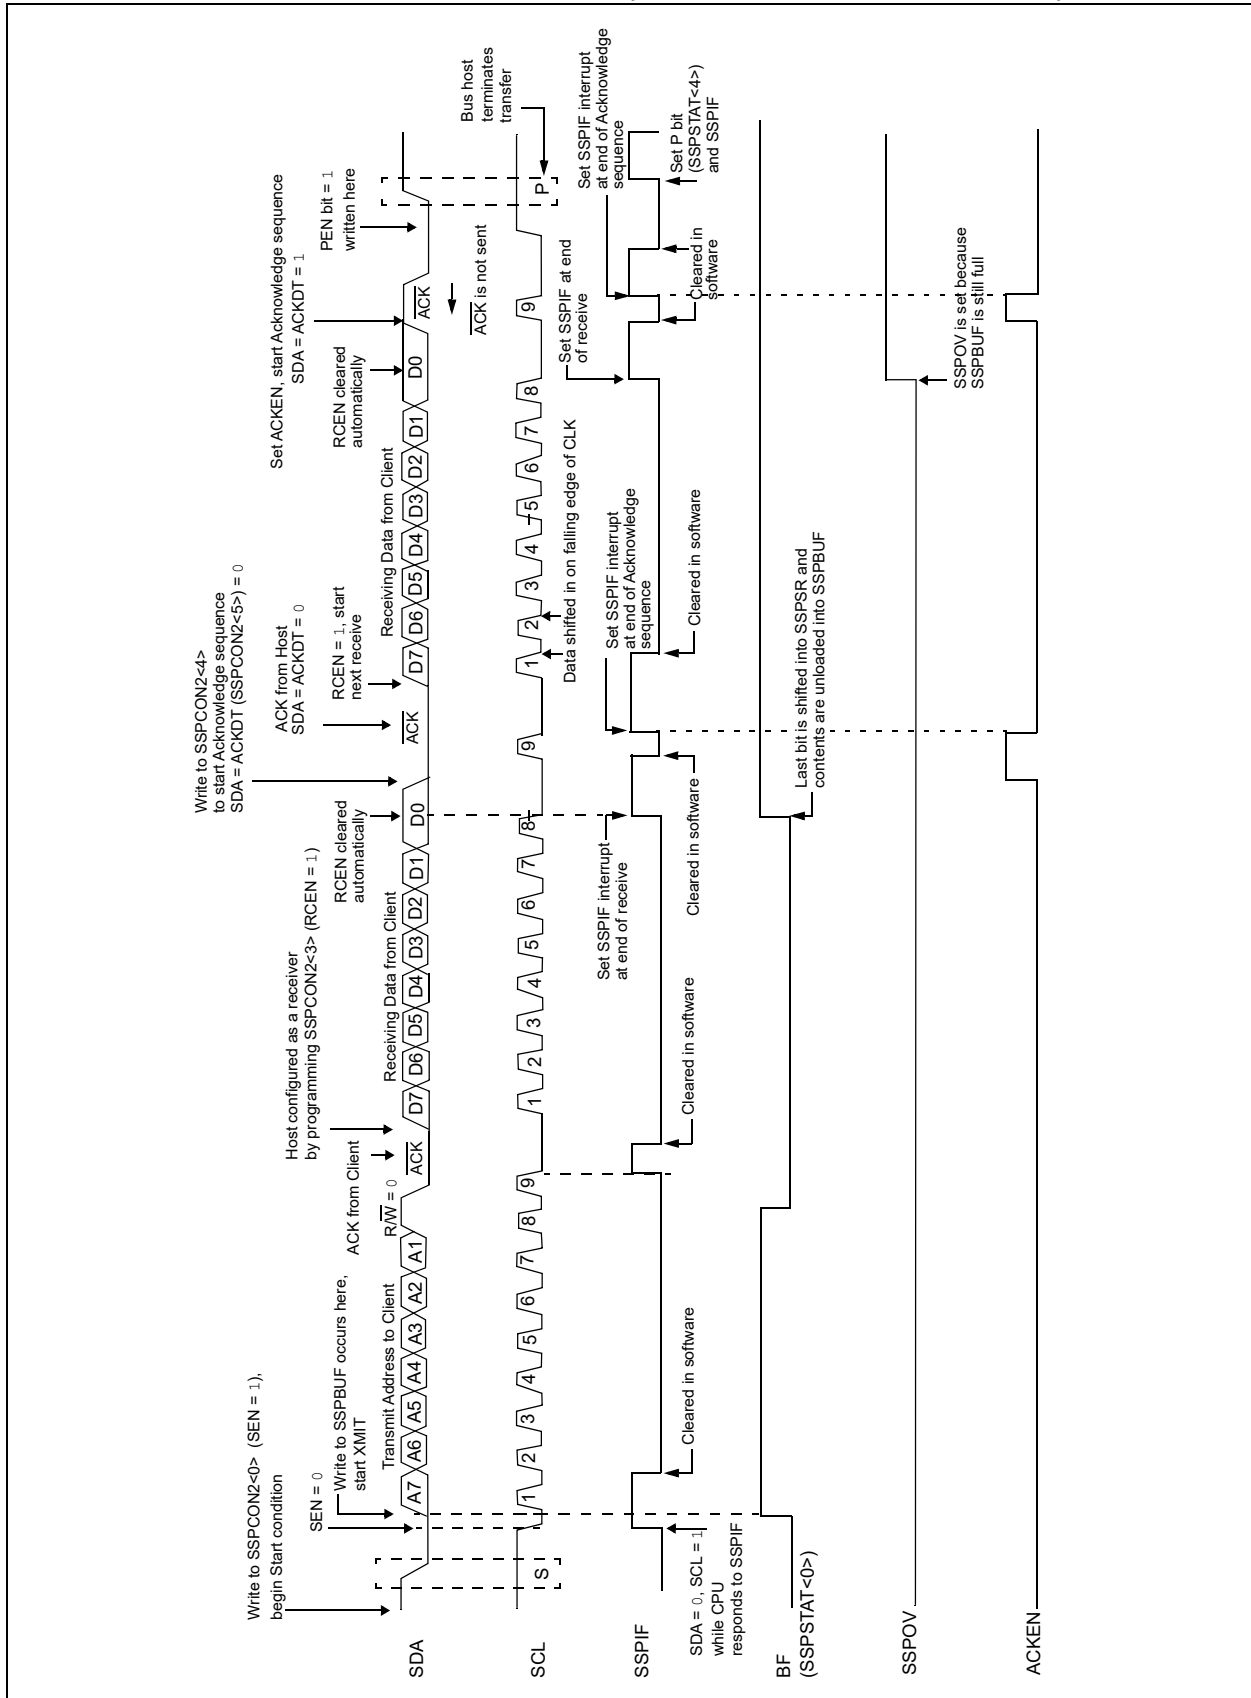 Write to SSPCON2<0> (SEN = 1),
begin Start condition
SEN = 0
Write to SSPBUF occurs here,
start XMIT
Transmit Address to Client
ACK from Client
R/W = 0
Host configured as a receiver
by programming SSPCON2<3> (RCEN = 1)
Receiving Data from Client
RCEN cleared
automatically
Write to SSPCON2<4>
to start Acknowledge sequence
SDA = ACKDT (SSPCON2<5>) = 0
ACK from Host
SDA = ACKDT = 0
RCEN = 1, start
next receive
Receiving Data from Client
RCEN cleared
automatically
Set ACKEN, start Acknowledge sequence
SDA = ACKDT = 1
PEN bit = 1
written here
SDA
A7 A6 A5 A4 A3 A2 A1
ACK
D7 D6 D5 D4 D3 D2 D1 D0
ACK
D7 D6 D5 D4 D3 D2 D1 D0
ACK
ACK is not sent
Bus host
terminates
transfer
SCL
S
1 2 3 4 5 6 7 8 9
1 2 3 4 5 6 7 8 9
1 2 3 4 5 6 7 8 9
P
Data shifted in on falling edge of CLK
Set SSPIF interrupt
at end of receive
Set SSPIF interrupt
at end of Acknowledge
sequence
Set SSPIF at end
of receive
Set SSPIF interrupt
at end of Acknowledge
sequence
SSPIF
SDA = 0, SCL = 1
while CPU
responds to SSPIF
Cleared in software
Cleared in software
Cleared in software
Cleared in software
Cleared in
software
Set P bit
(SSPSTAT<4>)
and SSPIF
BF
(SSPSTAT<0>)
Last bit is shifted into SSPSR and
contents are unloaded into SSPBUF
SSPOV
SSPOV is set because
SSPBUF is still full
ACKEN